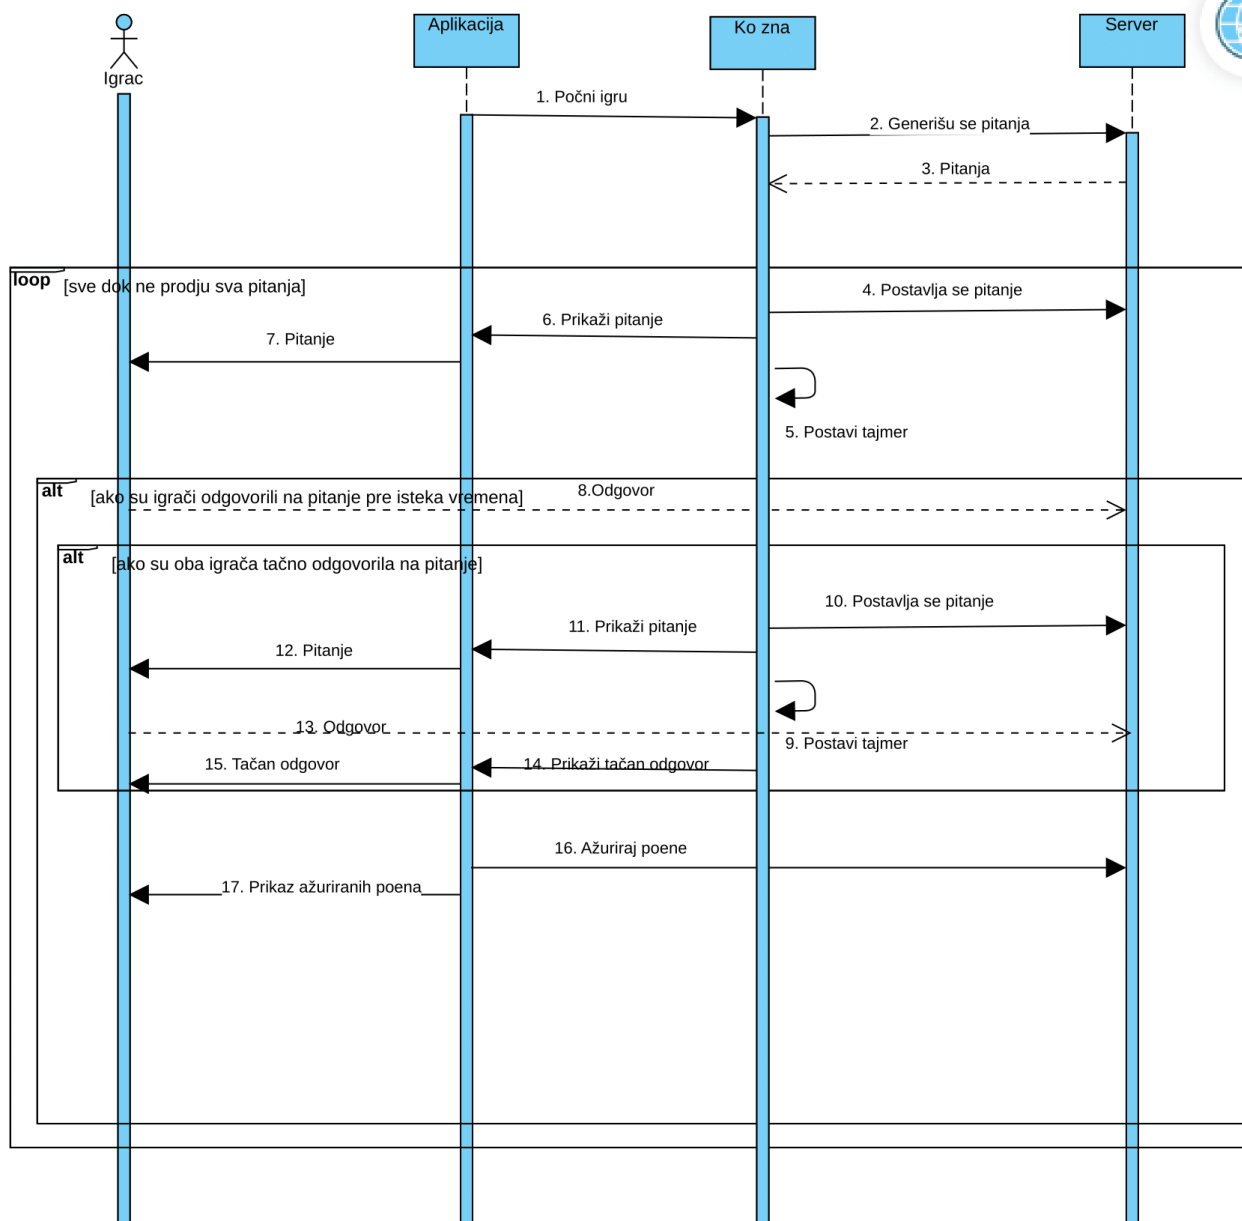 Igrac
Aplikacija
Ko zna
Server
1. Počni igru
2. Generišu se pitanja
3. Pitanja
loop
[sve dok ne prodju sva pitanja]
4. Postavlja se pitanje
6. Prikaži pitanje
7. Pitanje
5. Postavi tajmer
alt
[ako su igrači odgovorili na pitanje pre isteka vremena]
8.Odgovor
alt
[ako su oba igrača tačno odgovorila na pitanje]
10. Postavlja se pitanje
11. Prikaži pitanje
12. Pitanje
13. Odgovor
9. Postavi tajmer
15. Tačan odgovor
14. Prikaži tačan odgovor
16. Ažuriraj poene
17. Prikaz ažuriranih poena